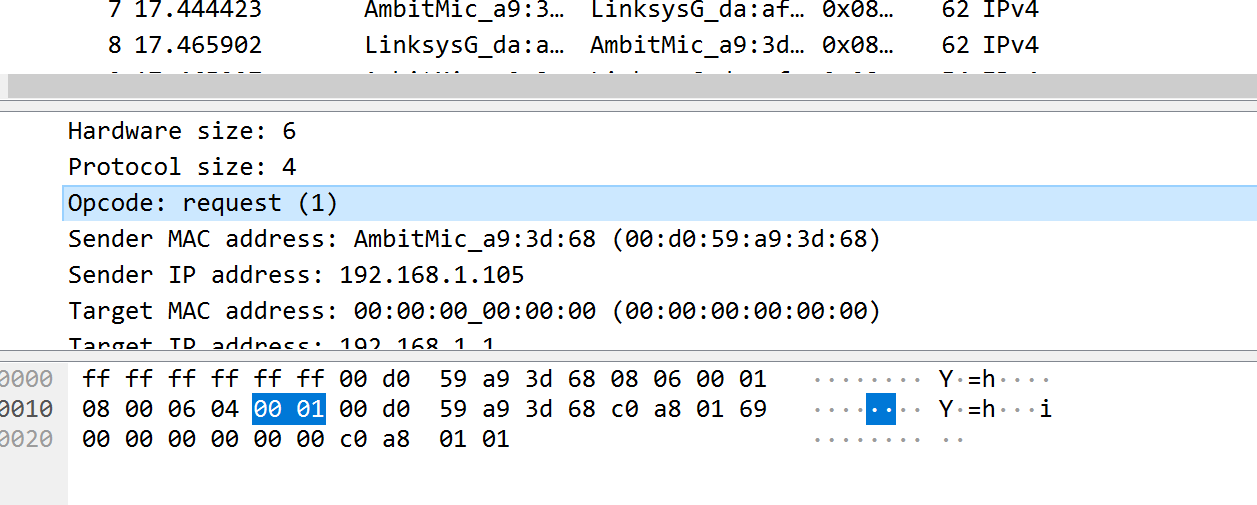 7 17.444423 AmbitMic_a9:3… LinksysG_da:af… 0x08… 62 IPv4
8 17.465902 LinksysG_da:a… AmbitMic_a9:3d… 0x08… 62 IPv4
Hardware size: 6
Protocol size: 4
Opcode: request (1)
Sender MAC address: AmbitMic_a9:3d:68 (00:d0:59:a9:3d:68)
Sender IP address: 192.168.1.105
Target MAC address: 00:00:00_00:00:00 (00:00:00:00:00:00)
Target IP address: 192.168.1.1
0000 ff ff ff ff ff ff 00 d0 59 a9 3d 68 08 06 00 01 ········ Y·=h····
0010 08 00 06 04 00 01 00 d0 59 a9 3d 68 c0 a8 01 69 ········ Y·=h···i
0020 00 00 00 00 00 00 c0 a8 01 01 ········ ··